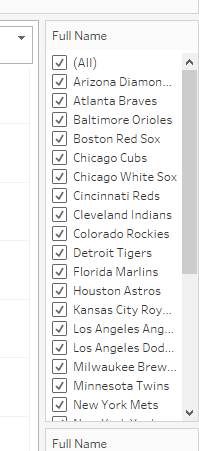 Full Name
(All)
Arizona Diamon...
Atlanta Braves
Baltimore Orioles
Boston Red Sox
Chicago Cubs
Chicago White Sox
Cincinnati Reds
Cleveland Indians
Colorado Rockies
Detroit Tigers
Florida Marlins
Houston Astros
Kansas City Roy...
Los Angeles Ang...
Los Angeles Dod...
Milwaukee Brew...
Minnesota Twins
New York Mets
Full Name